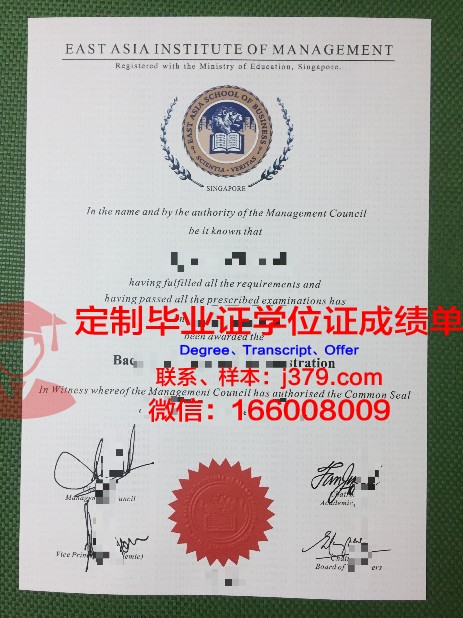 EAST ASIA INSTITUTE OF MANAGEMENT
Registered with the Ministry of Education, Singapore.
EAST ASIA SCHOOL OF BUSINESS
SCIENTIA · VERITAS
SINGAPORE
In the name and by the authority of the Management Council
be it known that
having fulfilled all the requirements and
having passed all the prescribed examinations has
定制毕业证学位证成绩单
been awarded the
Degree, Transcript, Offer
联系、样本：j379.com
In Witness whereof the Management Council has authorised the Common Seal
微信：166008009
Academic,
Vice
Board of